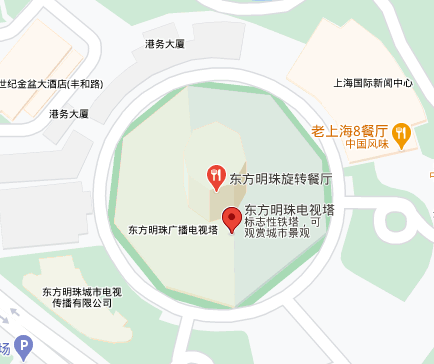 港务大厦
世纪金盆大酒店(丰和路)
上海国际新闻中心
港务大厦
老上海8餐厅
中国风味
东方明珠旋转餐厅
东方明珠电视塔
标志性铁塔，可
观赏城市景观
东方明珠广播电视塔
东方明珠城市电视
传播有限公司
场
P